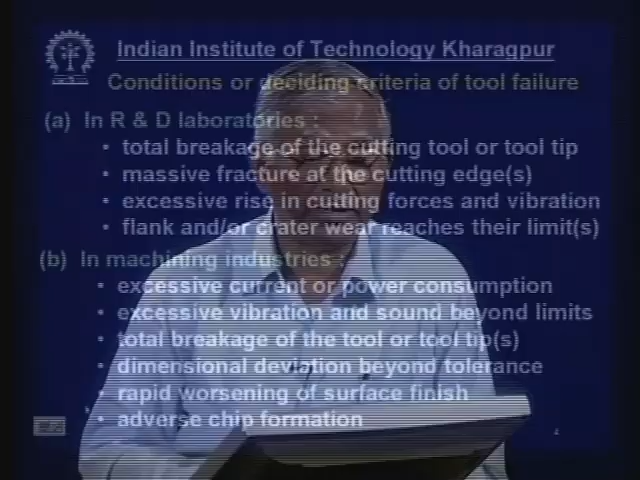 Indian Institute of Technology Kharagpur
Conditions or deciding criteria of tool failure
(a) In R & D laboratories :
• total breakage of the cutting tool or tool tip
• massive fracture at the cutting edge(s)
• excessive rise in cutting forces and vibration
• flank and/or crater wear reaches their limit(s)
(b) In machining industries :
• excessive current or power consumption
• excessive vibration and sound beyond limits
• total breakage of the tool or tool tip(s)
• dimensional deviation beyond tolerance
• rapid worsening of surface finish
• adverse chip formation